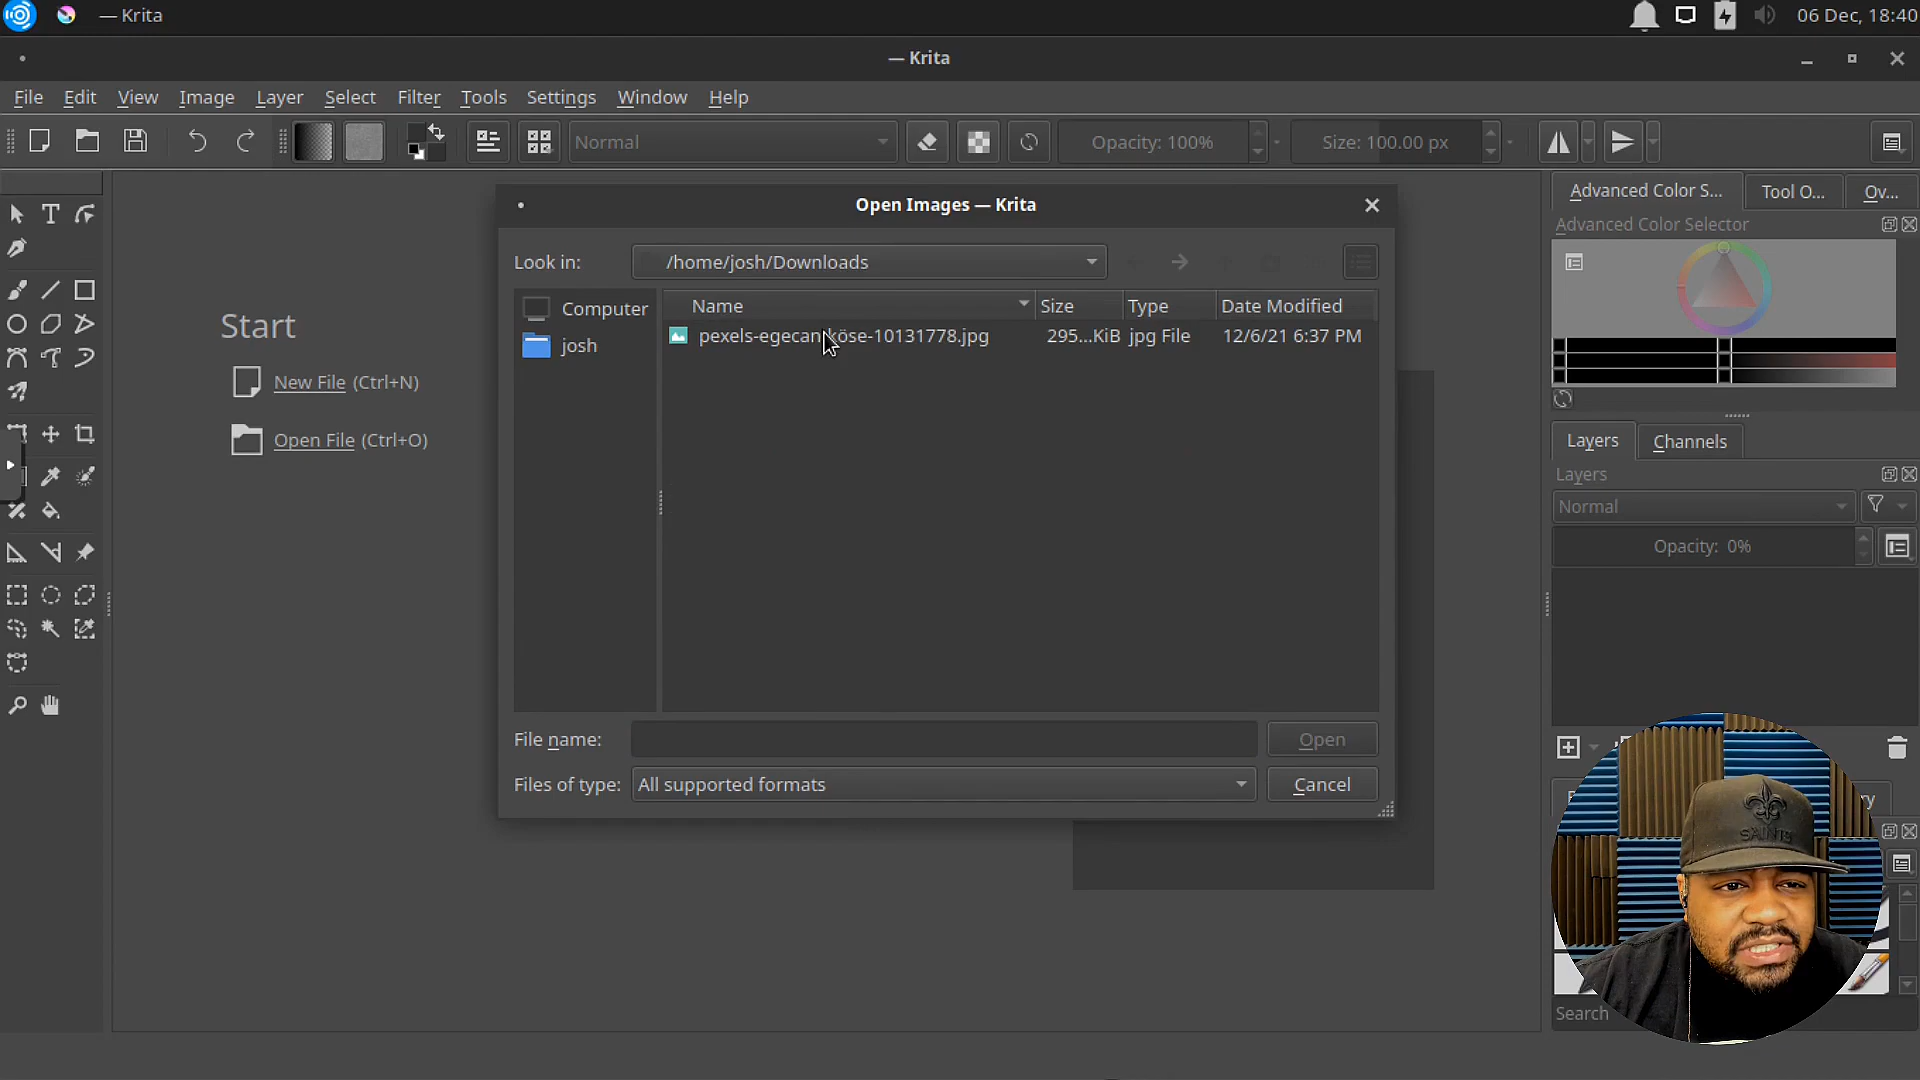 — Krita
06 Dec, 18:40
— Krita
File Edit View Image Layer Select Filter Tools Settings Window Help
Normal
Opacity: 100%
Size: 100.00 px
Open Images — Krita
Advanced Color S...
Tool O...
Ov...
Advanced Color Selector
Look in:
/home/josh/Downloads
Name Size Type Date Modified
Computer
josh
pexels-egecan-köse-10131778.jpg 295...KiB jpg File 12/6/21 6:37 PM
Start
New File (Ctrl+N)
Open File (Ctrl+O)
Layers
Channels
Layers
Normal
Opacity: 0%
File name:
Open
Files of type:
All supported formats
Cancel
SAINTS
Search